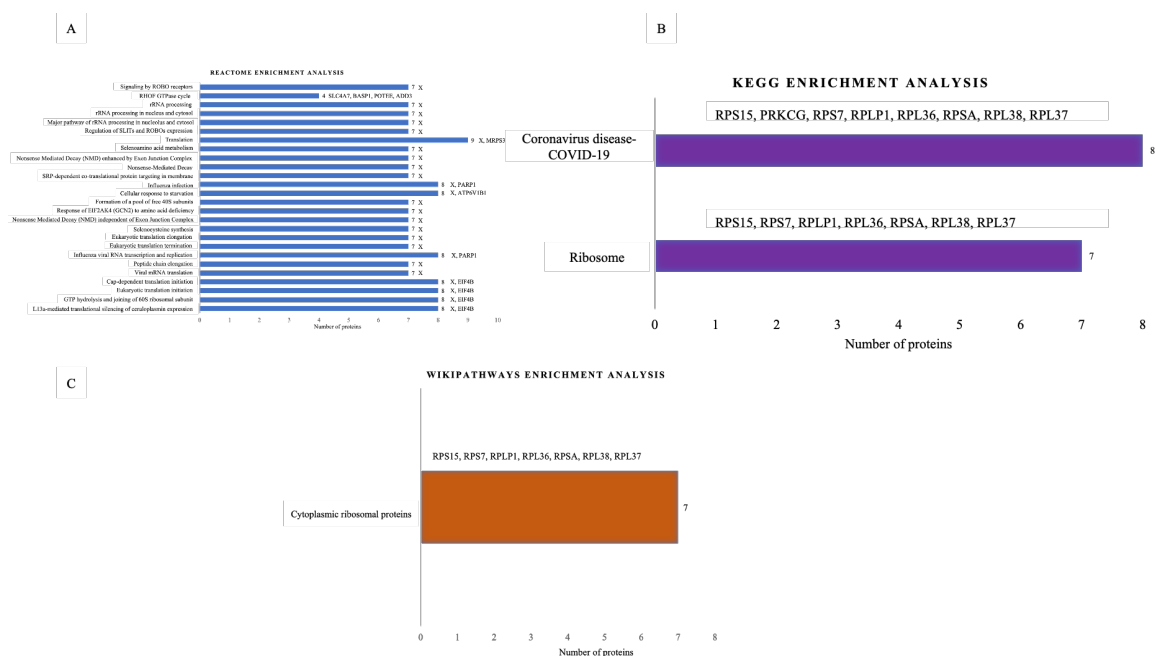 A
REACTOME ENRICHMENT ANALYSIS
Signaling by ROBO receptors 7 X
RHOF GTPase cycle 4 SLC4A7, BASP1, POTEE, ADD3
rRNA processing 7 X
rRNA processing in nucleus and cytosol 7 X
Major pathway of rRNA processing in nucleolus and cytosol 7 X
Regulation of SLITs and ROBOs expression 7 X
Translation 9 X, MRPS3
Selenoamino acid metabolism 7 X
Nonsense Mediated Decay (NMD) enhanced by Exon Junction Complex 7 X
Nonsense-Mediated Decay 7 X
SRP-dependent co-translational protein targeting in membrane 7 X
Influenza infection 8 X, PARP1
Cellular response to starvation 8 X, ATP6V1B1
Formation of a pool of free 40S subunits 7 X
Response of EIF2AK4 (GCN2) to amino acid deficiency 7 X
Nonsense Mediated Decay (NMD) independent of Exon Junction Complex 7 X
Selenocysteine synthesis 7 X
Eukaryotic translation elongation 7 X
Eukaryotic translation termination 7 X
Influenza viral RNA transcription and replication 8 X, PARP1
Peptide chain elongation 7 X
Viral mRNA translation 7 X
Cap-dependent translation initiation 8 X, EIF4B
Eukaryotic translation initiation 8 X, EIF4B
GTP hydrolysis and joining of 60S ribosomal subunit 8 X, EIF4B
L13a-mediated translational silencing of ceruloplasmin expression 8 X, EIF4B
0 1 2 3 4 5 6 7 8 9 10
Number of proteins
B
KEGG ENRICHMENT ANALYSIS
RPS15, PRKCG, RPS7, RPLP1, RPL36, RPSA, RPL38, RPL37
Coronavirus disease-
COVID-19
8
RPS15, RPS7, RPLP1, RPL36, RPSA, RPL38, RPL37
Ribosome
7
0 1 2 3 4 5 6 7 8
Number of proteins
C
WIKIPATHWAYS ENRICHMENT ANALYSIS
RPS15, RPS7, RPLP1, RPL36, RPSA, RPL38, RPL37
Cytoplasmic ribosomal proteins
7
0 1 2 3 4 5 6 7 8
Number of proteins